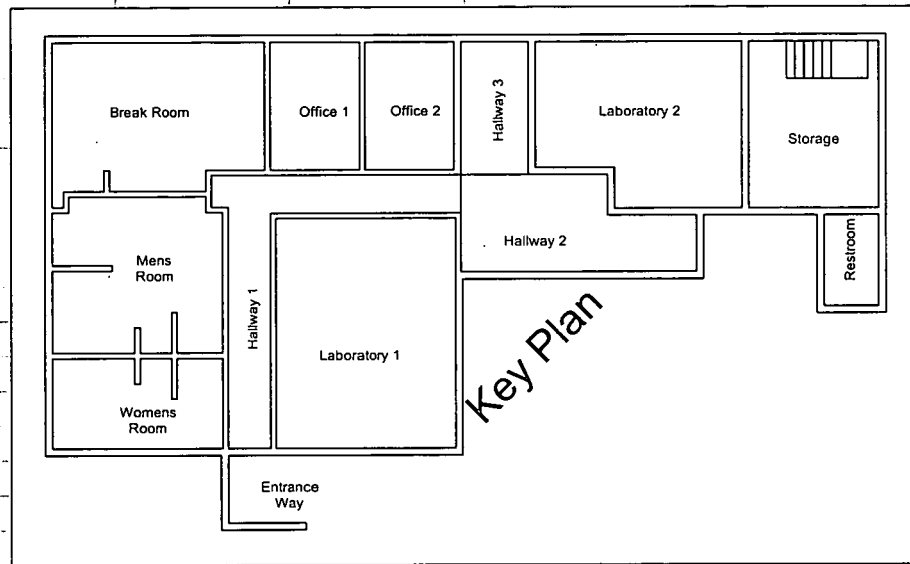 Break Room
Office 1
Office 2
Hallway 3
Laboratory 2
Storage
Mens
Room
Hallway 1
Hallway 2
Restroom
Laboratory 1
Key Plan
Womens
Room
Entrance
Way